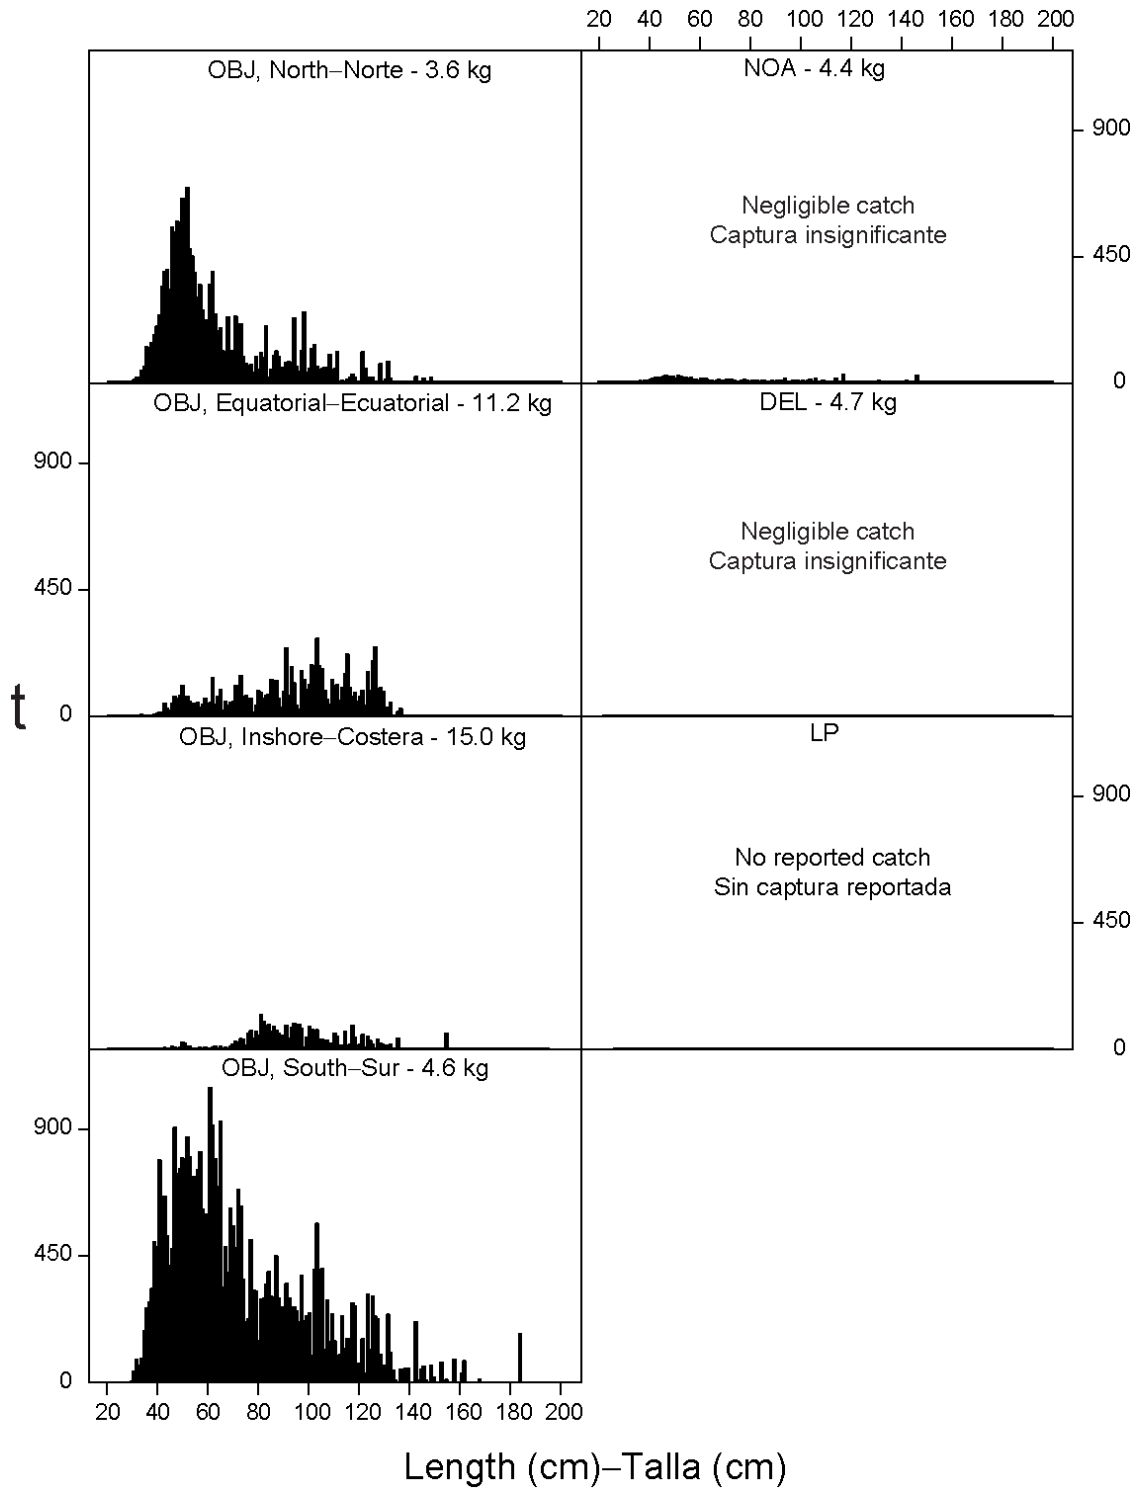 20 40 60 80 100 120 140 160 180 200
OBJ, North–Norte - 3.6 kg
NOA - 4.4 kg
900
Negligible catch
Captura insignificante
450
0
OBJ, Equatorial–Ecuatorial - 11.2 kg
DEL - 4.7 kg
900
Negligible catch
Captura insignificante
450
t
0
OBJ, Inshore–Costera - 15.0 kg
LP
900
No reported catch
Sin captura reportada
450
0
OBJ, South–Sur - 4.6 kg
900
450
0
20 40 60 80 100 120 140 160 180 200
Length (cm)–Talla (cm)